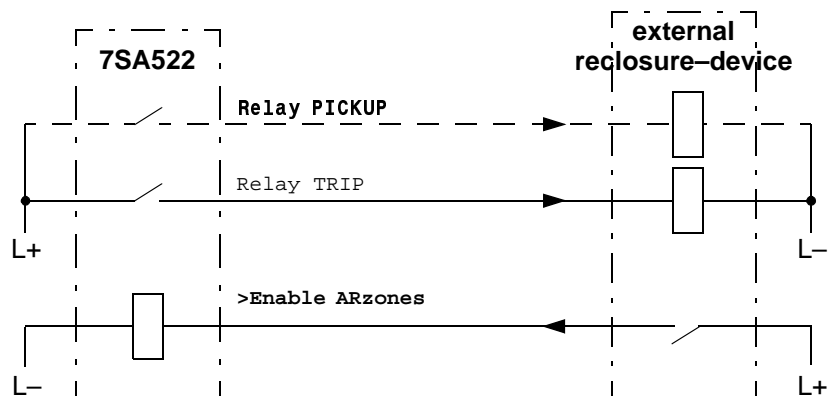 7SA522
external
reclosure–device
Relay PICKUP
Relay TRIP
L+
L–
>Enable ARzones
L–
L+